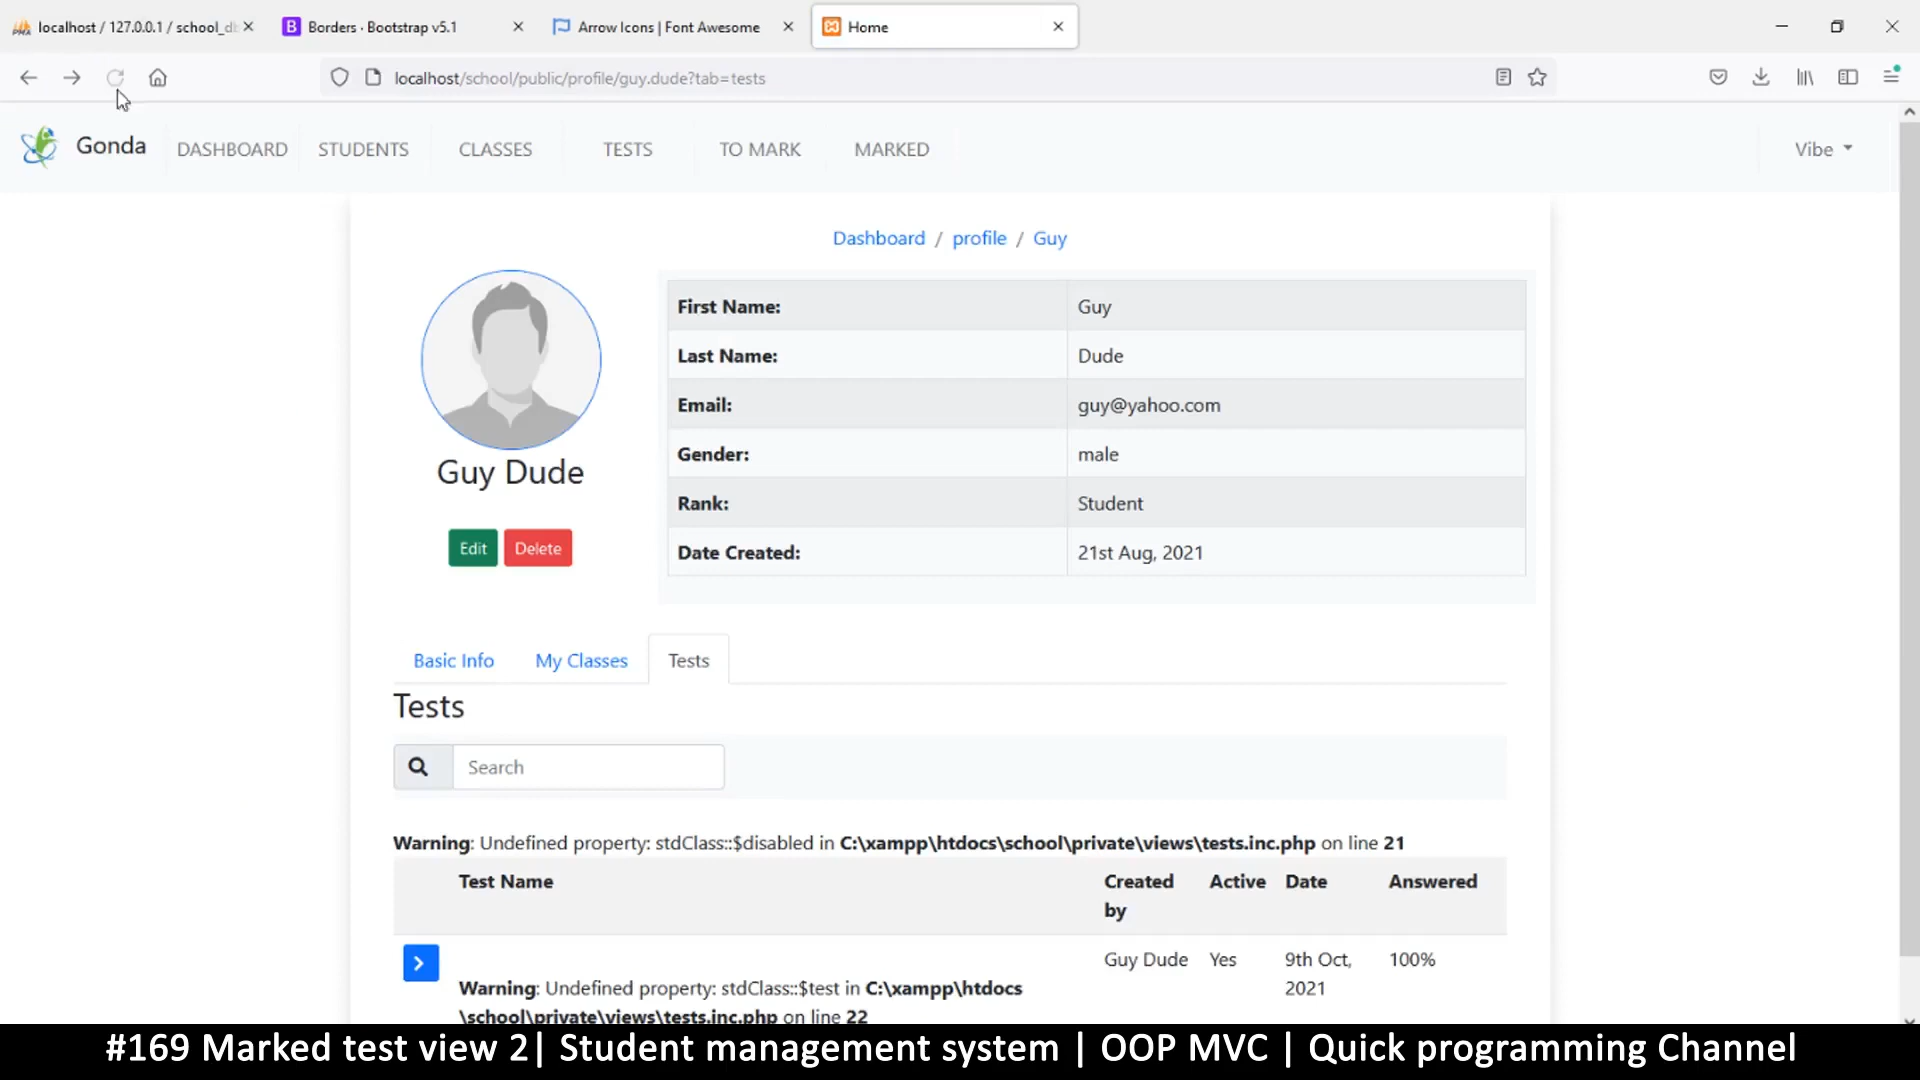 localhost / 127.0.0.1 / school_d
Borders · Bootstrap v5.1
Arrow Icons | Font Awesome
Home
localhost/school/public/profile/guy.dude?tab=tests
Gonda
DASHBOARD
STUDENTS
CLASSES
TESTS
TO MARK
MARKED
Vibe
Dashboard / profile / Guy
Guy Dude
Edit
Delete
First Name: Guy
Last Name: Dude
Email: guy@yahoo.com
Gender: male
Rank: Student
Date Created: 21st Aug, 2021
Basic Info
My Classes
Tests
Tests
Search
Warning: Undefined property: stdClass::$disabled in C:\xampp\htdocs\school\private\views\tests.inc.php on line 21
Test Name
Created by
Active
Date
Answered
Warning: Undefined property: stdClass::$test in C:\xampp\htdocs
\school\private\views\tests.inc.php on line 22
Guy Dude
Yes
9th Oct,
2021
100%
#169 Marked test view 2| Student management system | OOP MVC | Quick programming Channel